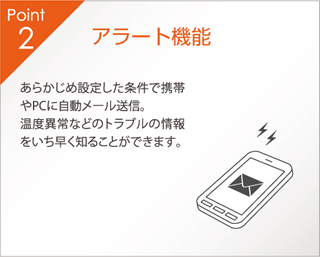 Point
2
アラート機能
あらかじめ設定した条件で携帯
やPCに自動メール送信。
温度異常などのトラブルの情報
をいち早く知ることができます。